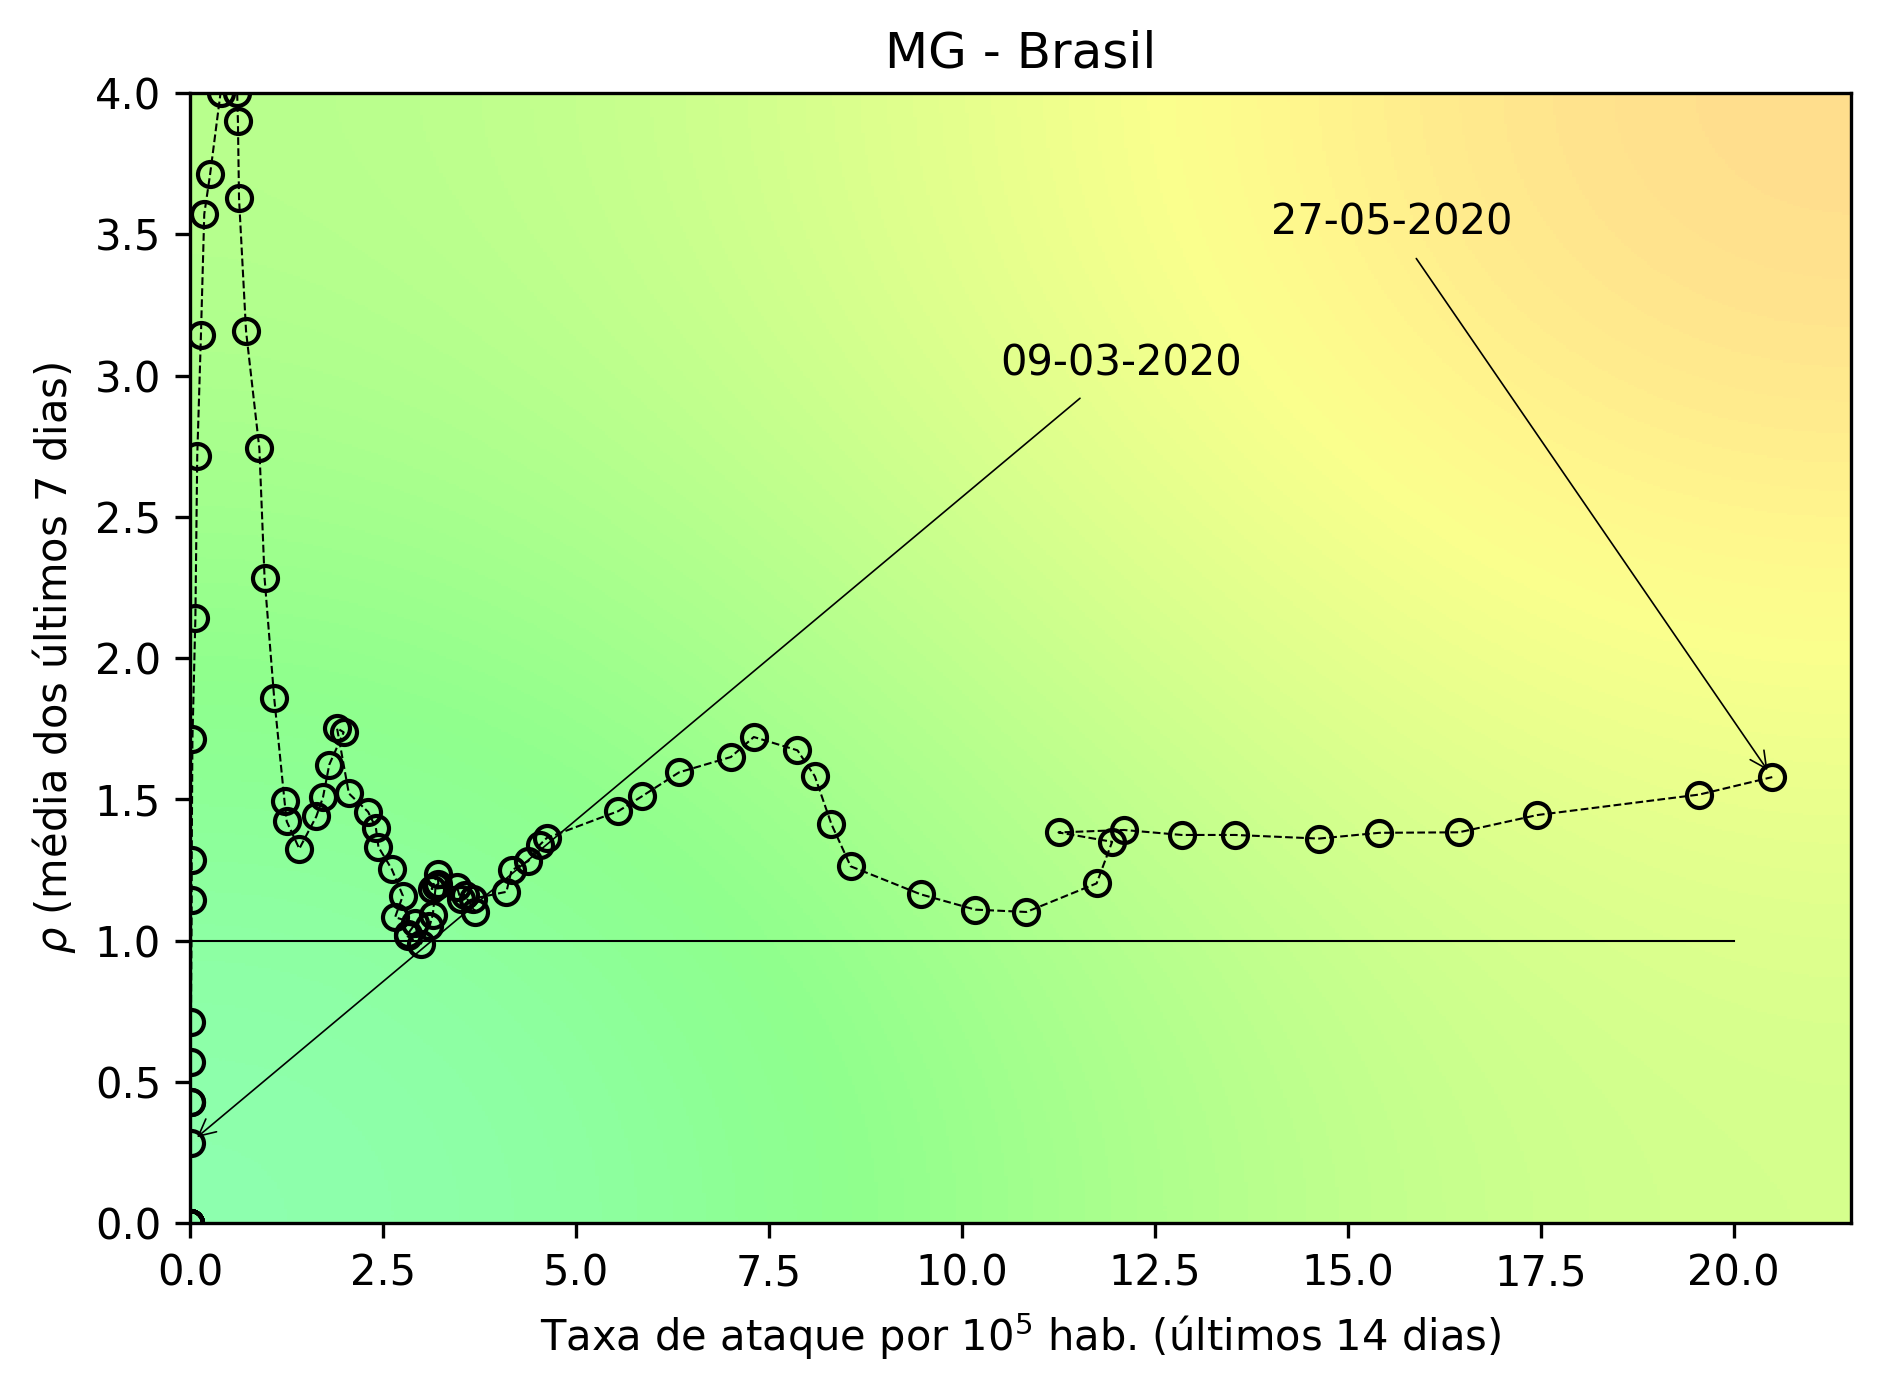 MG - Brasil
4.0
3.5
3.0
2.5
2.0
1.5
1.0
0.5
0.0
ρ (média dos últimos 7 dias)
27-05-2020
09-03-2020
0.0 2.5 5.0 7.5 10.0 12.5 15.0 17.5 20.0
Taxa de ataque por 10⁵ hab. (últimos 14 dias)